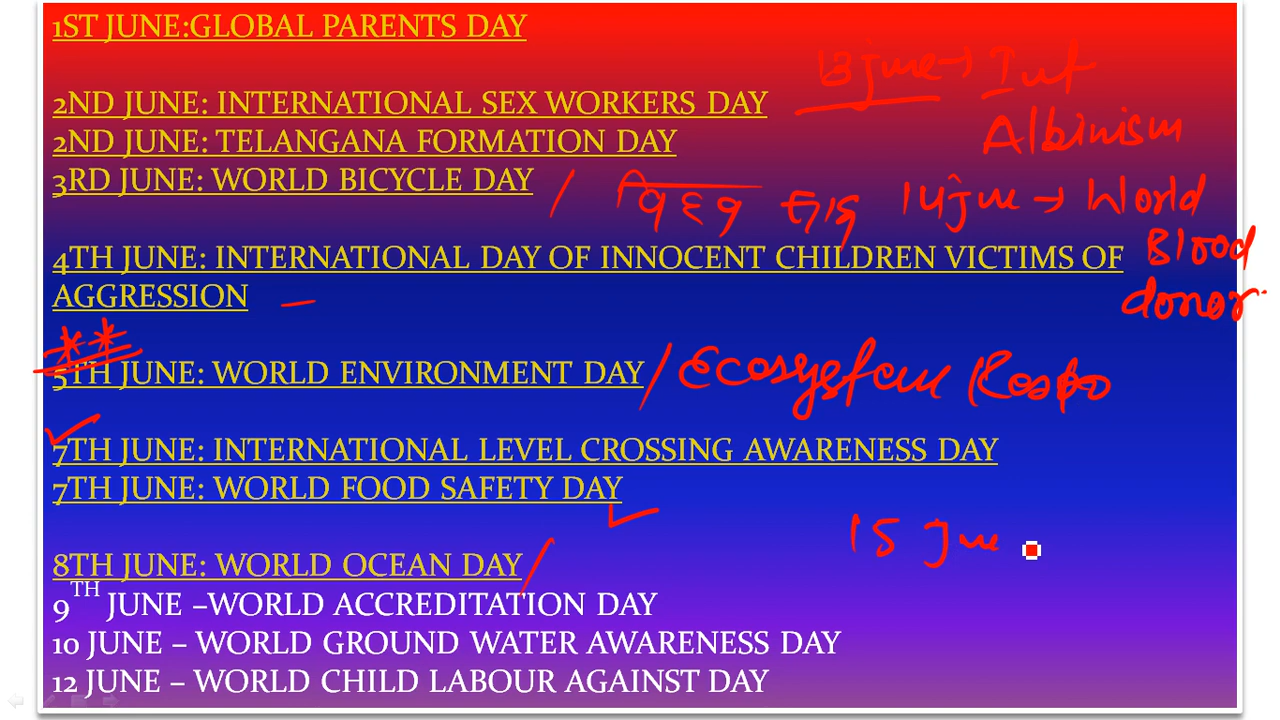 1ST JUNE:GLOBAL PARENTS DAY
13 June → Int
2ND JUNE: INTERNATIONAL SEX WORKERS DAY
Albinism
2ND JUNE: TELANGANA FORMATION DAY
3RD JUNE: WORLD BICYCLE DAY / विश्व
14 June → World
Blood
donor
4TH JUNE: INTERNATIONAL DAY OF INNOCENT CHILDREN VICTIMS OF
AGGRESSION –
**
5TH JUNE: WORLD ENVIRONMENT DAY / Ecosystem
7TH JUNE: INTERNATIONAL LEVEL CROSSING AWARENESS DAY
7TH JUNE: WORLD FOOD SAFETY DAY
15 June
8TH JUNE: WORLD OCEAN DAY /
9TH JUNE –WORLD ACCREDITATION DAY
10 JUNE – WORLD GROUND WATER AWARENESS DAY
12 JUNE – WORLD CHILD LABOUR AGAINST DAY